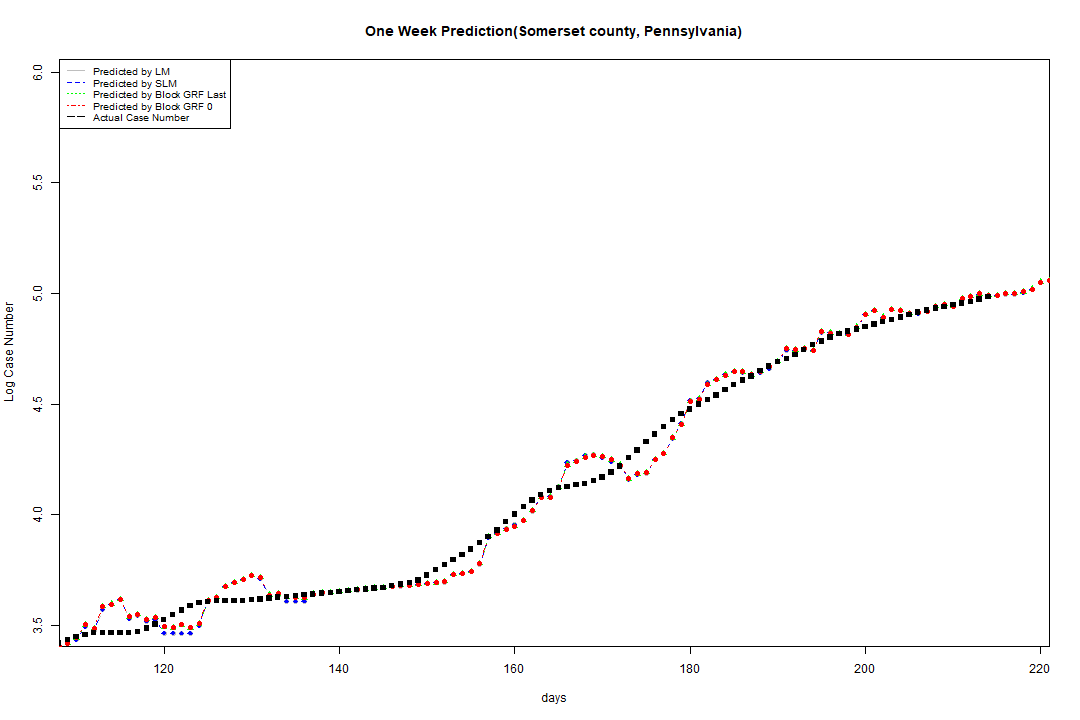 One Week Prediction(Somerset county, Pennsylvania)
Predicted by LM
Predicted by SLM
Predicted by Block GRF Last
Predicted by Block GRF 0
Actual Case Number
6.0
5.5
5.0
4.5
4.0
3.5
Log Case Number
120 140 160 180 200 220
days